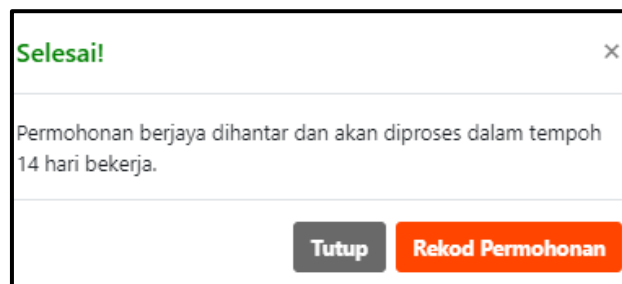 Selesai!
Permohonan berjaya dihantar dan akan diproses dalam tempoh
14 hari bekerja.
Tutup
Rekod Permohonan